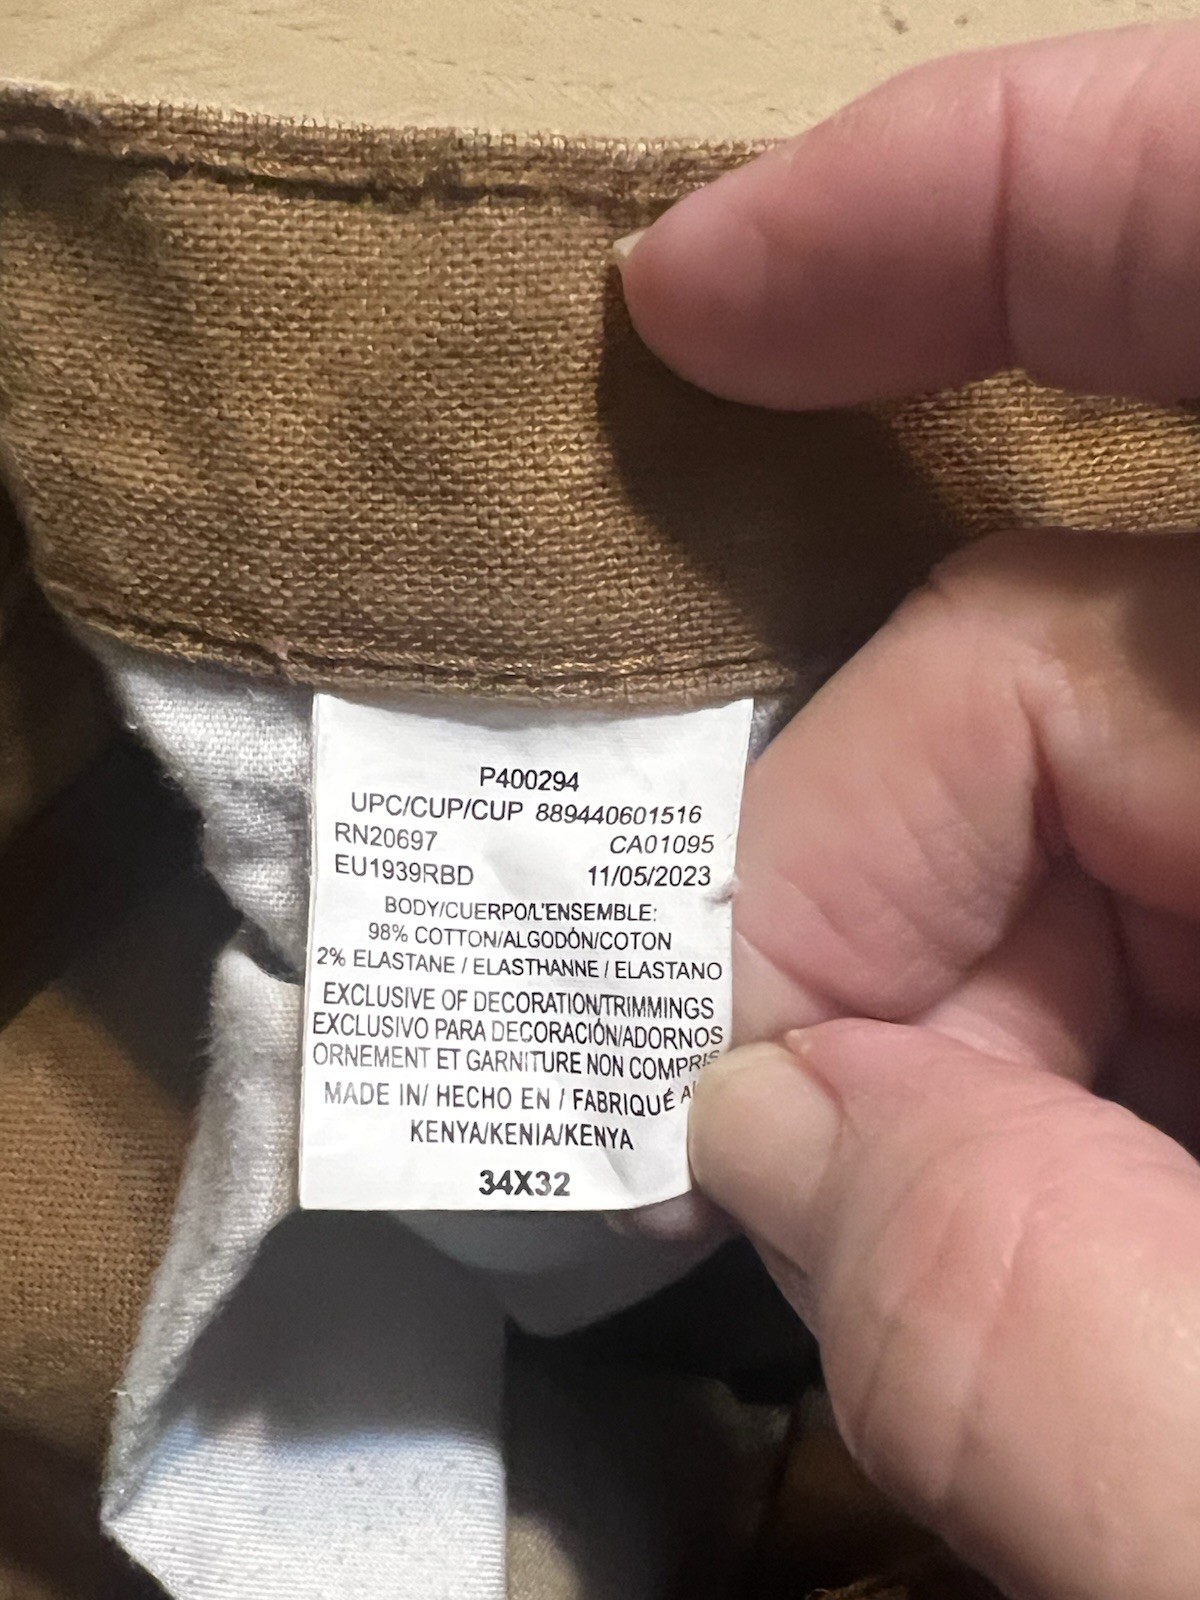 P400294
UPC/CUP/CUP 889440601516
RN20697 CA01095
EU1939RBD 11/05/2023
BODY/CUERPO/L'ENSEMBLE:
98% COTTON/ALGODÓN/COTON
2% ELASTANE / ELASTHANNE / ELASTANO
EXCLUSIVE OF DECORATION/TRIMMINGS
EXCLUSIVO PARA DECORACIÓN/ADORNOS
ORNEMENT ET GARNITURE NON COMPRIS
MADE IN/ HECHO EN / FABRIQUÉ
KENYA/KENIA/KENYA
34X32